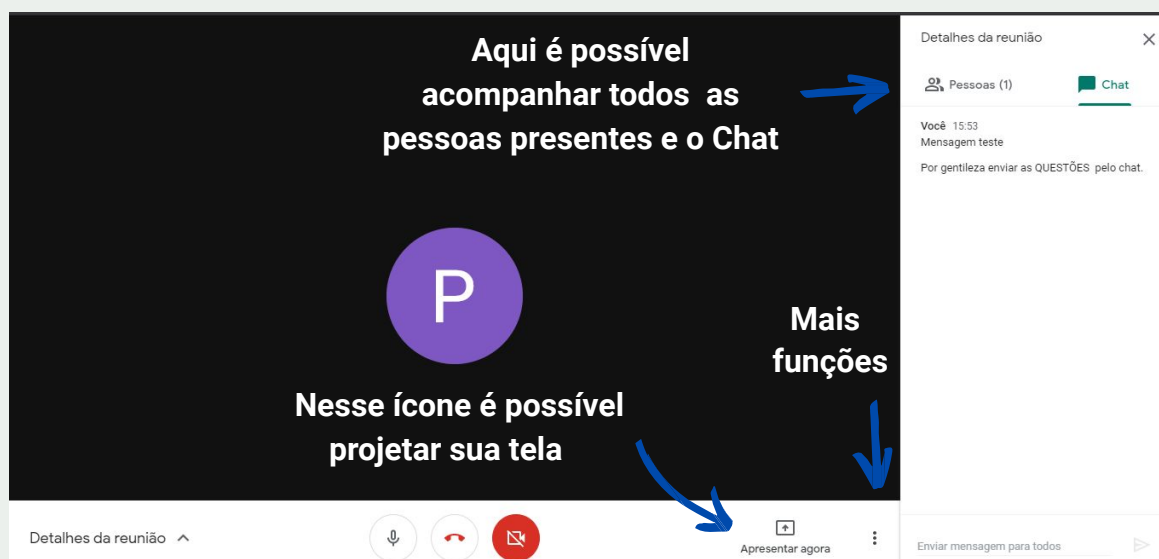 Aqui é possível
acompanhar todos as
pessoas presentes e o Chat
P
Mais
funções
Nesse ícone é possível
projetar sua tela
Detalhes da reunião
Apresentar agora
Detalhes da reunião
Pessoas (1)
Chat
Você 15:53
Mensagem teste
Por gentileza enviar as QUESTÕES pelo chat.
Enviar mensagem para todos